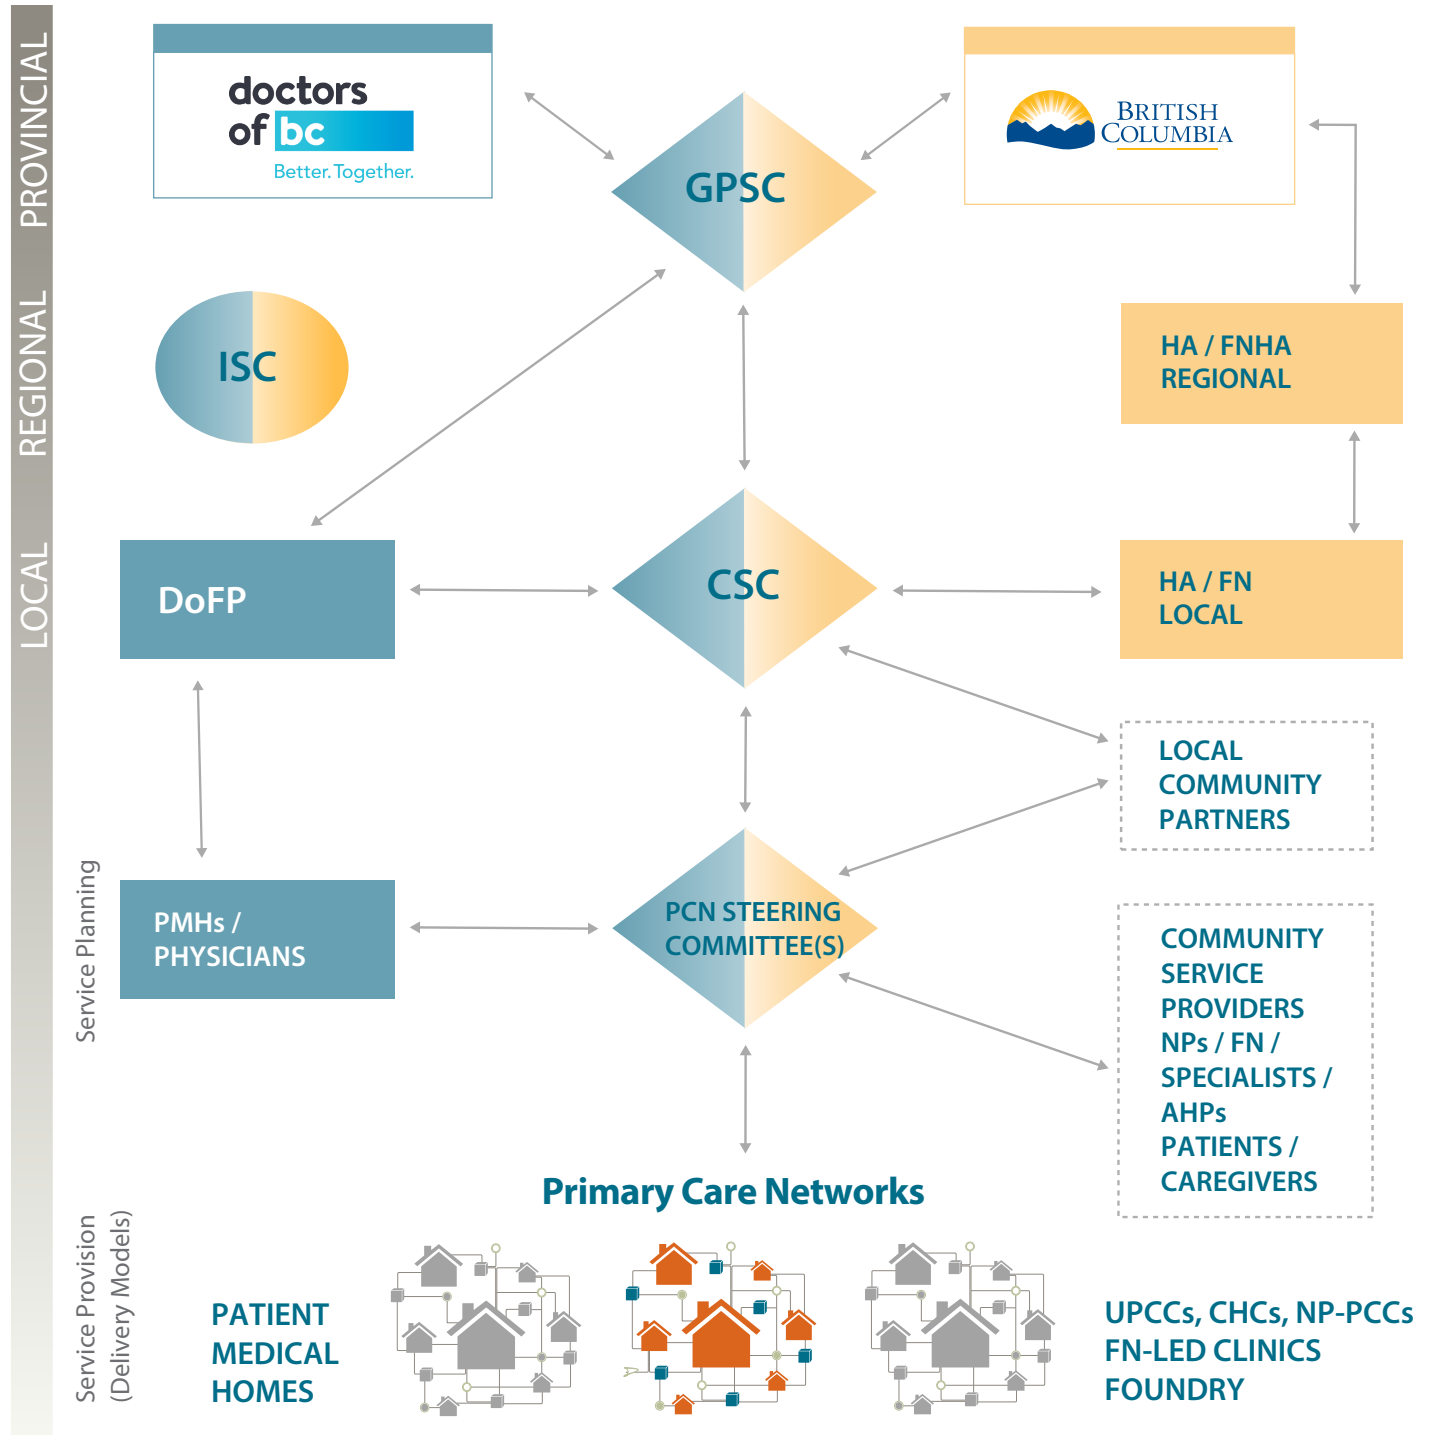 PROVINCIAL
REGIONAL
LOCAL
doctors
of bc
Better. Together.
GPSC
BRITISH
COLUMBIA
ISC
HA / FNHA
REGIONAL
DoFP
CSC
HA / FN
LOCAL
LOCAL
COMMUNITY
PARTNERS
Service Planning
PMHs /
PHYSICIANS
PCN STEERING
COMMITTEE(S)
COMMUNITY
SERVICE
PROVIDERS
NPs / FN /
SPECIALISTS /
AHPs
PATIENTS /
CAREGIVERS
Primary Care Networks
Service Provision
(Delivery Models)
PATIENT
MEDICAL
HOMES
UPCCs, CHCs, NP-PCCs
FN-LED CLINICS
FOUNDRY